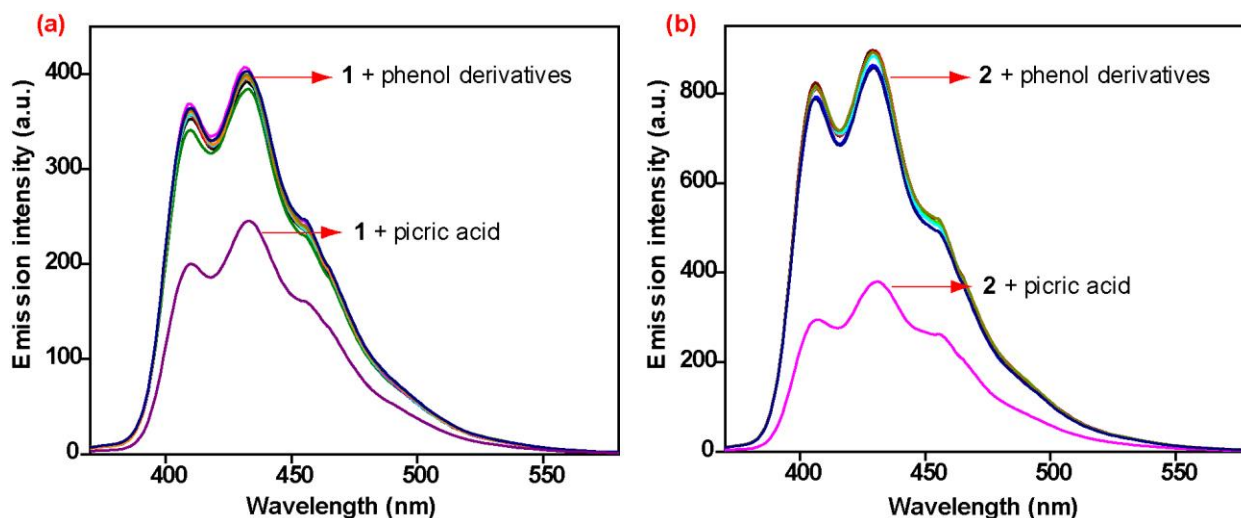 (a)
Emission intensity (a.u.)
400
300
200
100
0
1 + phenol derivatives
1 + picric acid
400 450 500 550
Wavelength (nm)
(b)
Emission intensity (a.u.)
800
600
400
200
0
2 + phenol derivatives
2 + picric acid
400 450 500 550
Wavelength (nm)